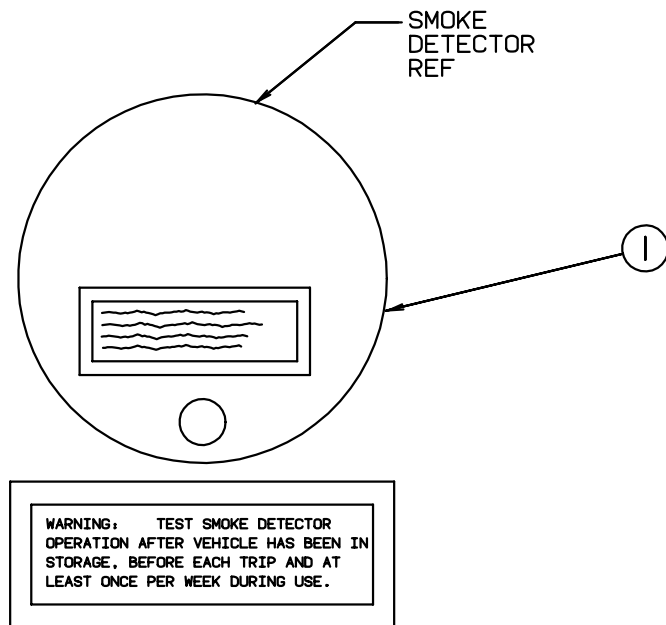 SMOKE
DETECTOR
REF
1
WARNING: TEST SMOKE DETECTOR
OPERATION AFTER VEHICLE HAS BEEN IN
STORAGE, BEFORE EACH TRIP AND AT
LEAST ONCE PER WEEK DURING USE.